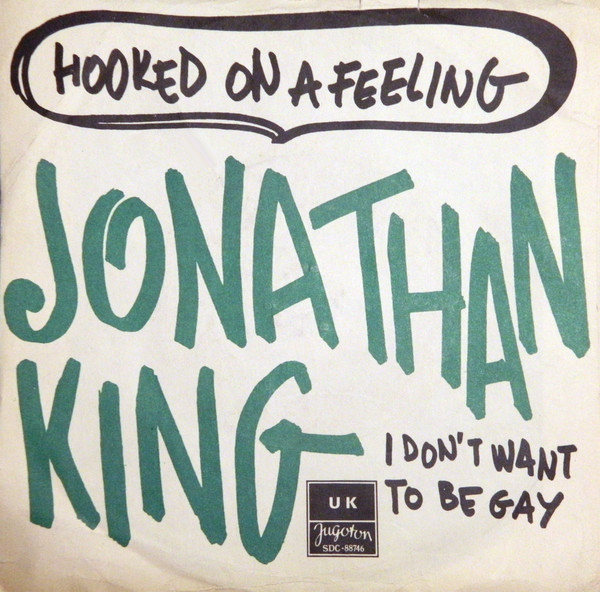 HOOKED ON A FEELING
JONATHAN
KING
I DON'T WANT
TO BE GAY
UK
Jugoton
SDC-88746